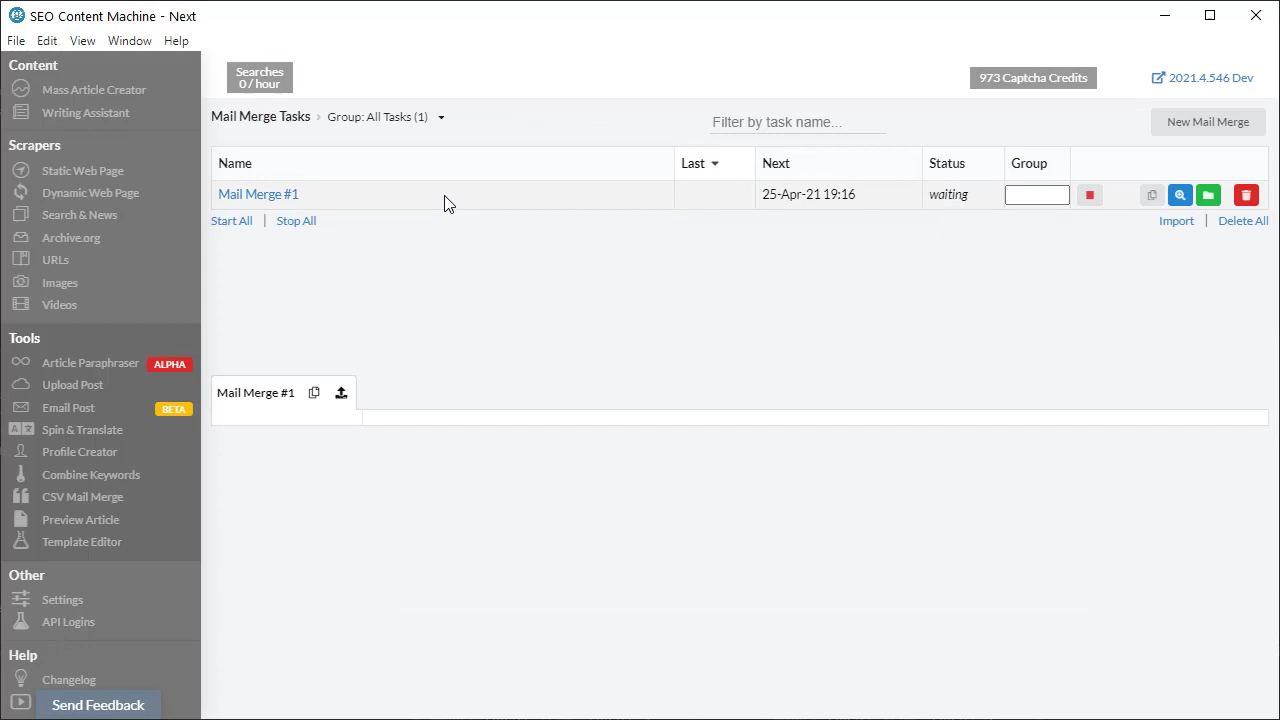 SEO Content Machine - Next
File Edit View Window Help
Content
Mass Article Creator
Writing Assistant
Scrapers
Static Web Page
Dynamic Web Page
Search & News
Archive.org
URLs
Images
Videos
Tools
Article Paraphraser ALPHA
Upload Post
Email Post BETA
Spin & Translate
Profile Creator
Combine Keywords
CSV Mail Merge
Preview Article
Template Editor
Other
Settings
API Logins
Help
Changelog
Send Feedback
Searches
0 / hour
973 Captcha Credits
2021.4.546 Dev
Mail Merge Tasks › Group: All Tasks (1)
Filter by task name...
New Mail Merge
Name Last Next Status Group
Mail Merge #1 25-Apr-21 19:16 waiting
Start All | Stop All
Import | Delete All
Mail Merge #1